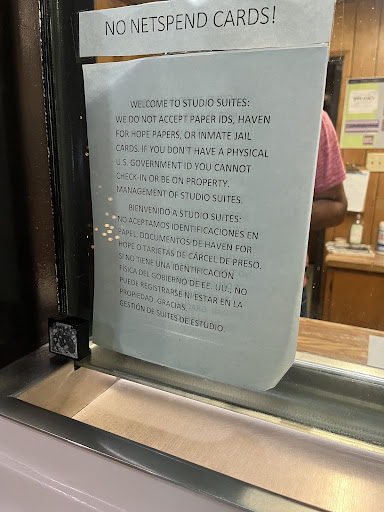 NO NETSPEND CARDS!
WELCOME TO STUDIO SUITES:
WE DO NOT ACCEPT PAPER IDS, HAVEN
FOR HOPE PAPERS, OR INMATE JAIL
CARDS. IF YOU DON'T HAVE A PHYSICAL
U.S. GOVERNMENT ID YOU CANNOT
CHECK-IN OR BE ON PROPERTY.
MANAGEMENT OF STUDIO SUITES.
BIENVENIDO A STUDIO SUITES:
NO ACEPTAMOS IDENTIFICACIONES EN
PAPEL, DOCUMENTOS DE HAVEN FOR
HOPE O TARJETAS DE CÁRCEL DE PRESO.
SI NO TIENE UNA IDENTIFICACIÓN
FÍSICA DEL GOBIERNO DE EE. UU., NO
PUEDE REGISTRARSE NI ESTAR EN LA
PROPIEDAD. GRACIAS.
GESTIÓN DE SUITES DE ESTUDIO.